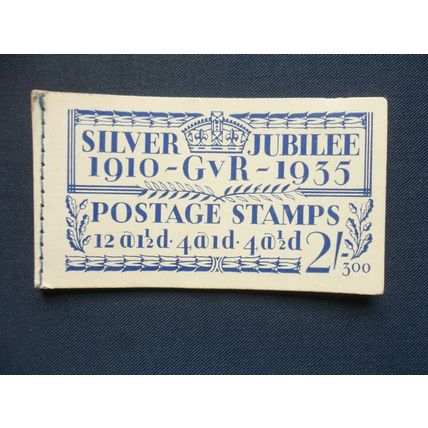 SILVER JUBILEE
1910-GvR-1935
POSTAGE STAMPS
12@1½d·4@1d·4@½d 2/-
300